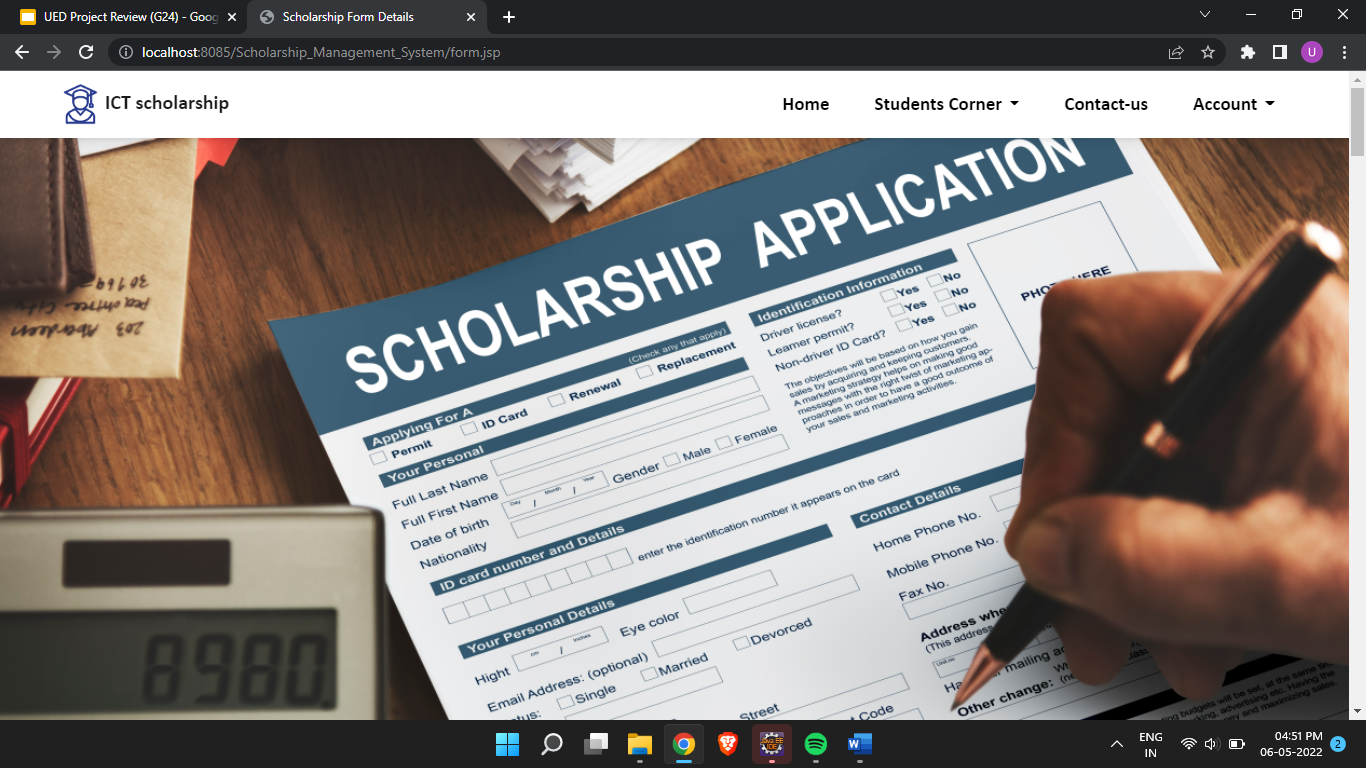 UED Project Review (G24) - Goog
Scholarship Form Details
localhost:8085/Scholarship_Management_System/form.jsp
U
ICT scholarship
Home
Students Corner
Contact-us
Account
SCHOLARSHIP APPLICATION
203 Aberdeen
Applying For A
(Check any that apply)
Permit
ID Card
Renewal
Replacement
Your Personal
Full Last Name
Full First Name
Date of birth
Day / Month / Year
Gender
Male
Female
Nationality
Identification Information
Driver license?
Yes
No
Learner permit?
Yes
No
Non-driver ID Card?
Yes
No
The objectives will be based on how you gain
sales by acquiring and keeping customers.
A marketing strategy helps on making good
messages with the right twist of marketing ap-
proaches in order to have a good outcome of
your sales and marketing activities.
ID card number and Details
enter the identification number it appears on the card
Your Personal Details
Hight
cm / inches
Eye color
Email Address: (optional)
Single
Married
Devorced
Street
Code
Contact Details
Home Phone No.
Mobile Phone No.
Fax No.
Address
(This address
Unit no
mailing
Other change:
8980.
ENG
IN
04:51 PM
06-05-2022
2